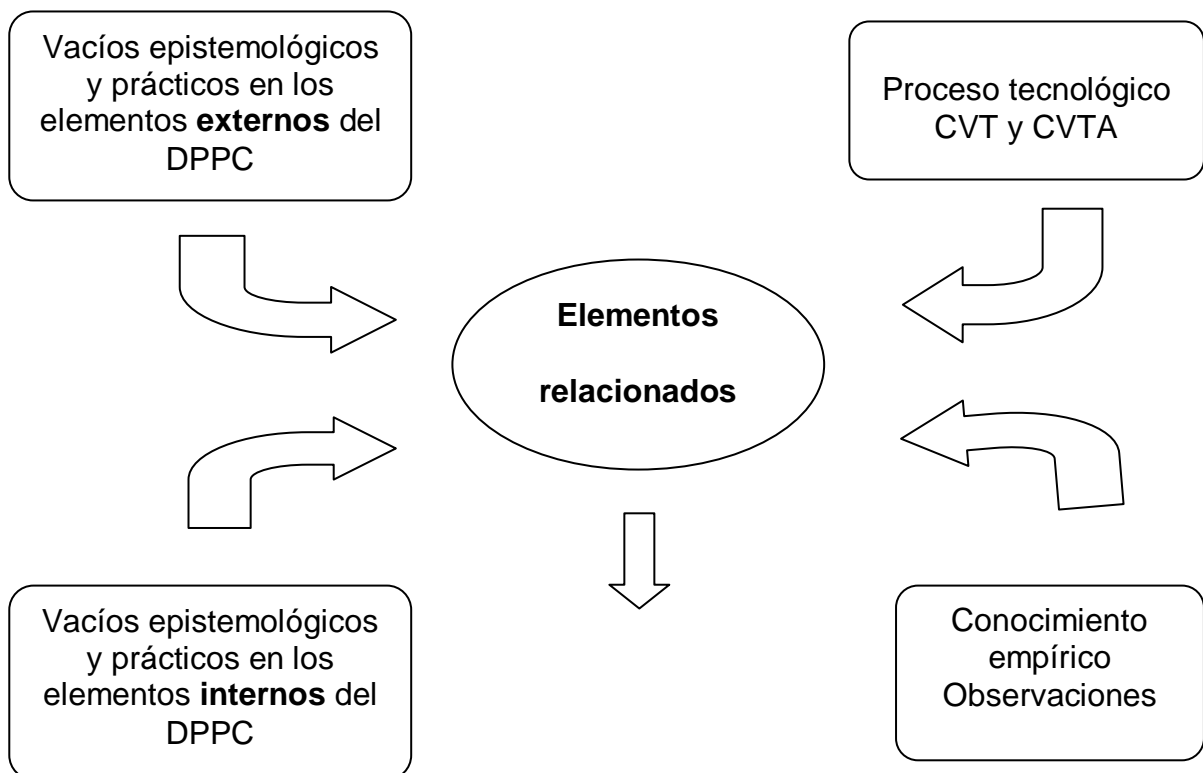 Vacíos epistemológicos
y prácticos en los
elementos externos del
DPPC
Proceso tecnológico
CVT y CVTA
Elementos
relacionados
Vacíos epistemológicos
y prácticos en los
elementos internos del
DPPC
Conocimiento
empírico
Observaciones